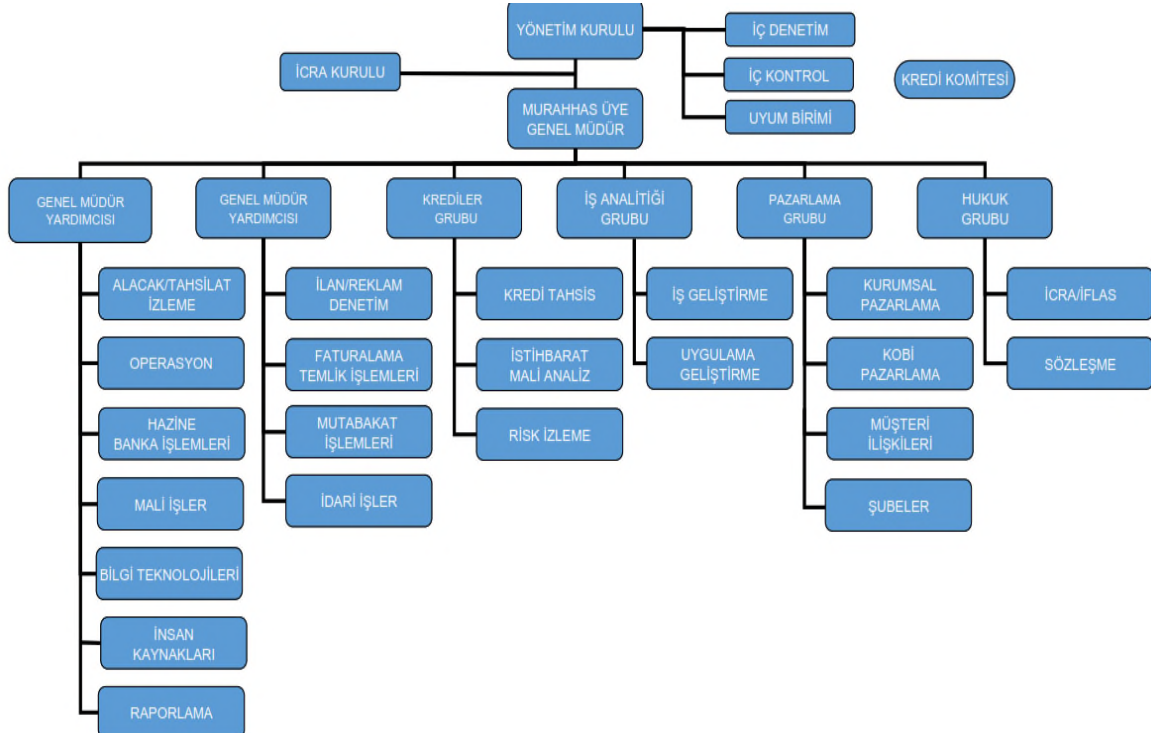 YÖNETİM KURULU
İÇ DENETİM
İCRA KURULU
İÇ KONTROL
KREDİ KOMİTESİ
MURAHHAS ÜYE
GENEL MÜDÜR
UYUM BİRİMİ
GENEL MÜDÜR
YARDIMCISI
GENEL MÜDÜR
YARDIMCISI
KREDİLER
GRUBU
İŞ ANALİTİĞİ
GRUBU
PAZARLAMA
GRUBU
HUKUK
GRUBU
ALACAK/TAHSİLAT
İZLEME
OPERASYON
HAZİNE
BANKA İŞLEMLERİ
MALİ İŞLER
BİLGİ TEKNOLOJİLERİ
İNSAN
KAYNAKLARI
RAPORLAMA
İLAN/REKLAM
DENETİM
FATURALAMA
TEMLİK İŞLEMLERİ
MUTABAKAT
İŞLEMLERİ
İDARİ İŞLER
KREDİ TAHSİS
İSTİHBARAT
MALİ ANALİZ
RİSK İZLEME
İŞ GELİŞTİRME
UYGULAMA
GELİŞTİRME
KURUMSAL
PAZARLAMA
KOBİ
PAZARLAMA
MÜŞTERİ
İLİŞKİLERİ
ŞUBELER
İCRA/İFLAS
SÖZLEŞME